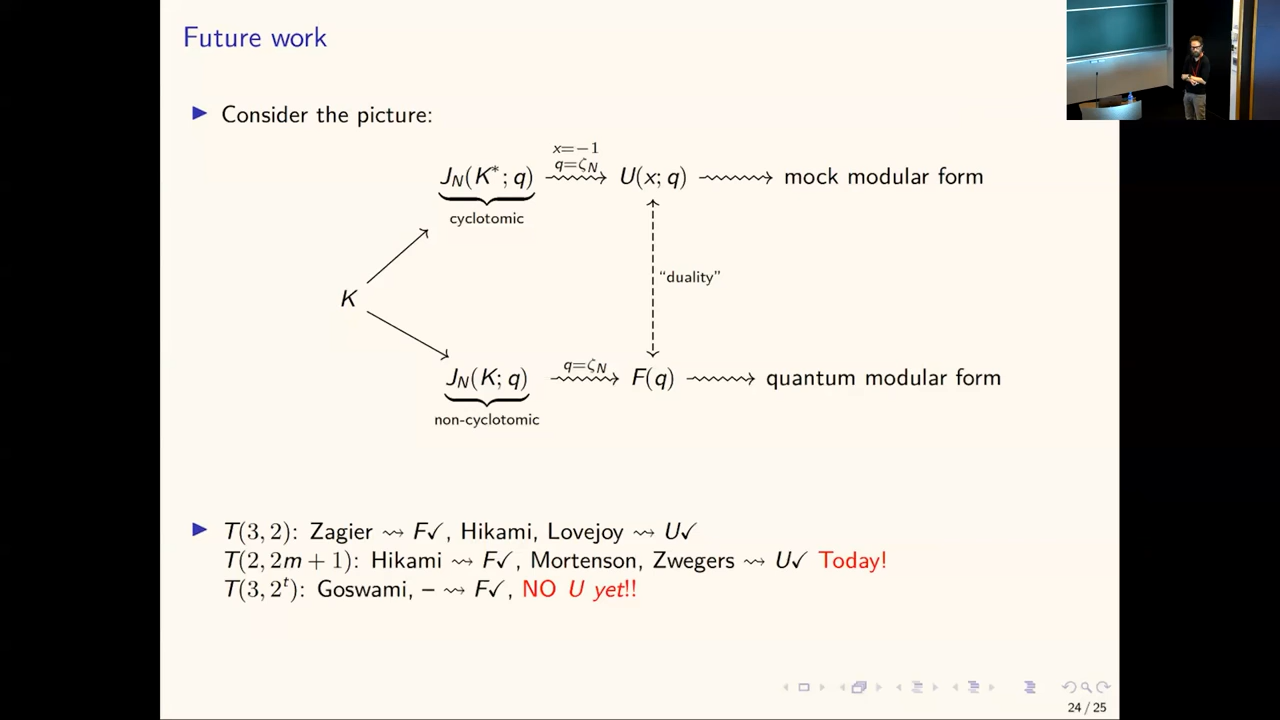 Future work
▶ Consider the picture:
x=−1
q=ζ_N
J_N(K*; q) ⇝ U(x; q) ⇝ mock modular form
cyclotomic
"duality"
K
q=ζ_N
J_N(K; q) ⇝ F(q) ⇝ quantum modular form
non-cyclotomic
▶ T(3, 2): Zagier ⇝ F✓, Hikami, Lovejoy ⇝ U✓
T(2, 2m + 1): Hikami ⇝ F✓, Mortenson, Zwegers ⇝ U✓ Today!
T(3, 2^t): Goswami, – ⇝ F✓, NO U yet!!
24 / 25